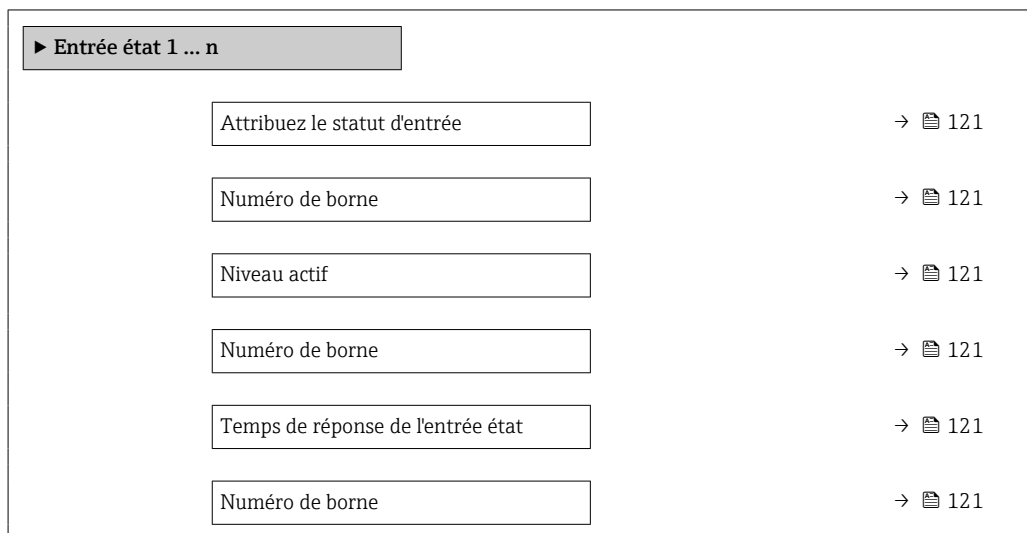 ▶ Entrée état 1 ... n
Attribuez le statut d'entrée → 121
Numéro de borne → 121
Niveau actif → 121
Numéro de borne → 121
Temps de réponse de l'entrée état → 121
Numéro de borne → 121